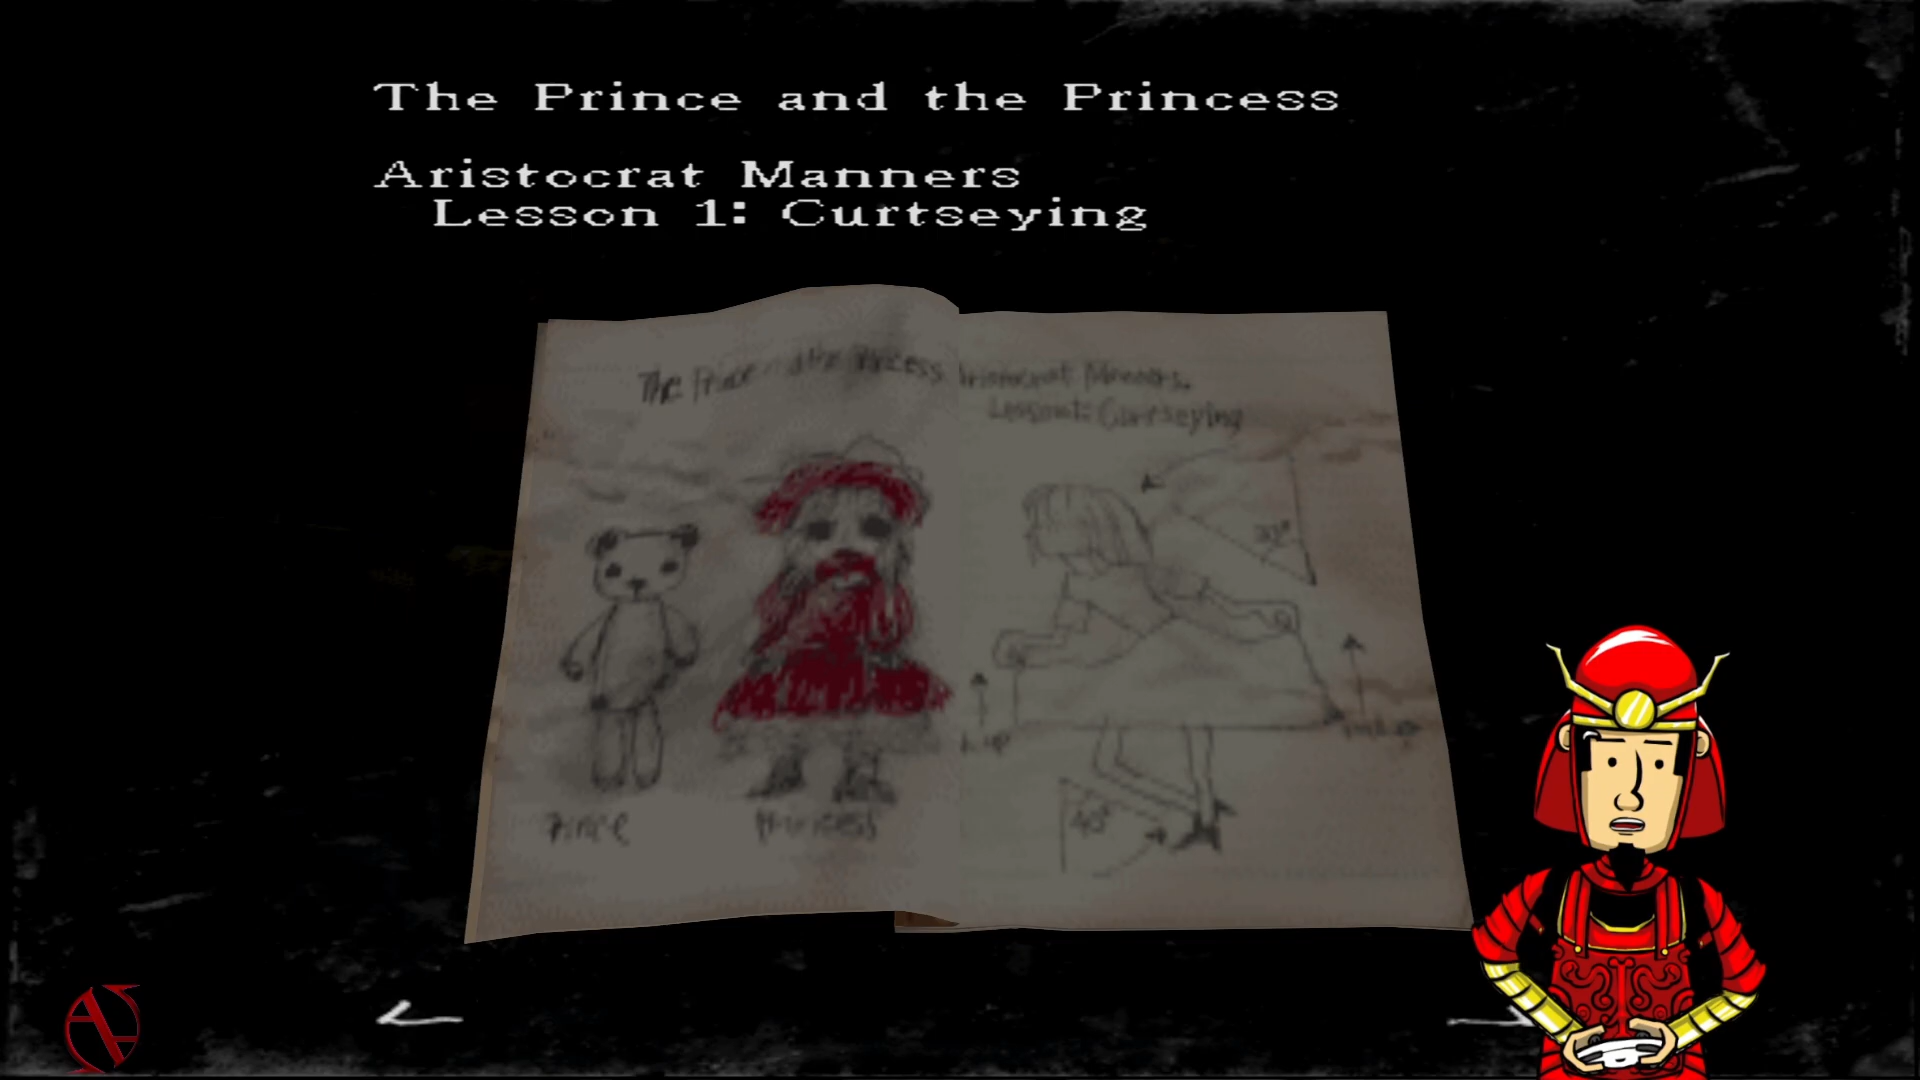 The Prince and the Princess
Aristocrat Manners
Lesson 1: Curtseying
The Prince and the Princess
Aristocrat Manners.
Lesson 1: Curtseying
30°
Prince
Princess
40°